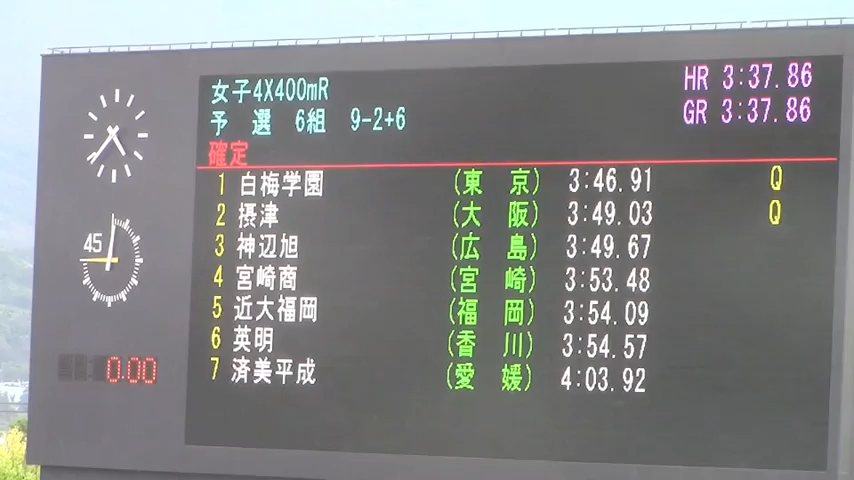 女子4X400mR
HR 3:37.86
予 選 6組 9-2+6
GR 3:37.86
確定
1 白梅学園 (東 京) 3:46.91 Q
2 摂津 (大 阪) 3:49.03 Q
3 神辺旭 (広 島) 3:49.67
4 宮崎商 (宮 崎) 3:53.48
5 近大福岡 (福 岡) 3:54.09
6 英明 (香 川) 3:54.57
7 済美平成 (愛 媛) 4:03.92
45
0.00